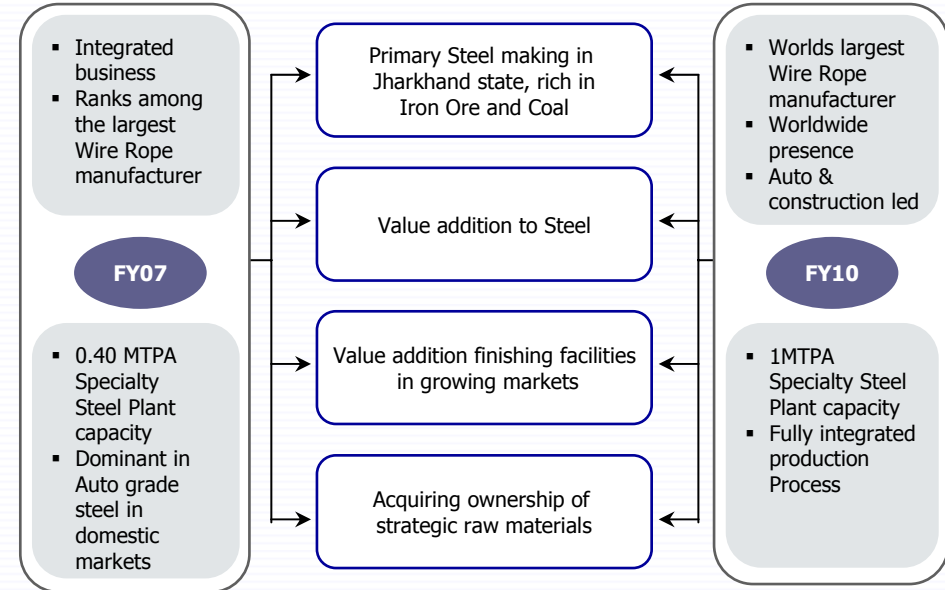 ▪ Integrated
business
▪ Ranks among
the largest
Wire Rope
manufacturer
FY07
▪ 0.40 MTPA
Specialty
Steel Plant
capacity
▪ Dominant in
Auto grade
steel in
domestic
markets
Primary Steel making in
Jharkhand state, rich in
Iron Ore and Coal
Value addition to Steel
Value addition finishing facilities
in growing markets
Acquiring ownership of
strategic raw materials
▪ Worlds largest
Wire Rope
manufacturer
▪ Worldwide
presence
▪ Auto &
construction led
FY10
▪ 1MTPA
Specialty Steel
Plant capacity
▪ Fully integrated
production
Process